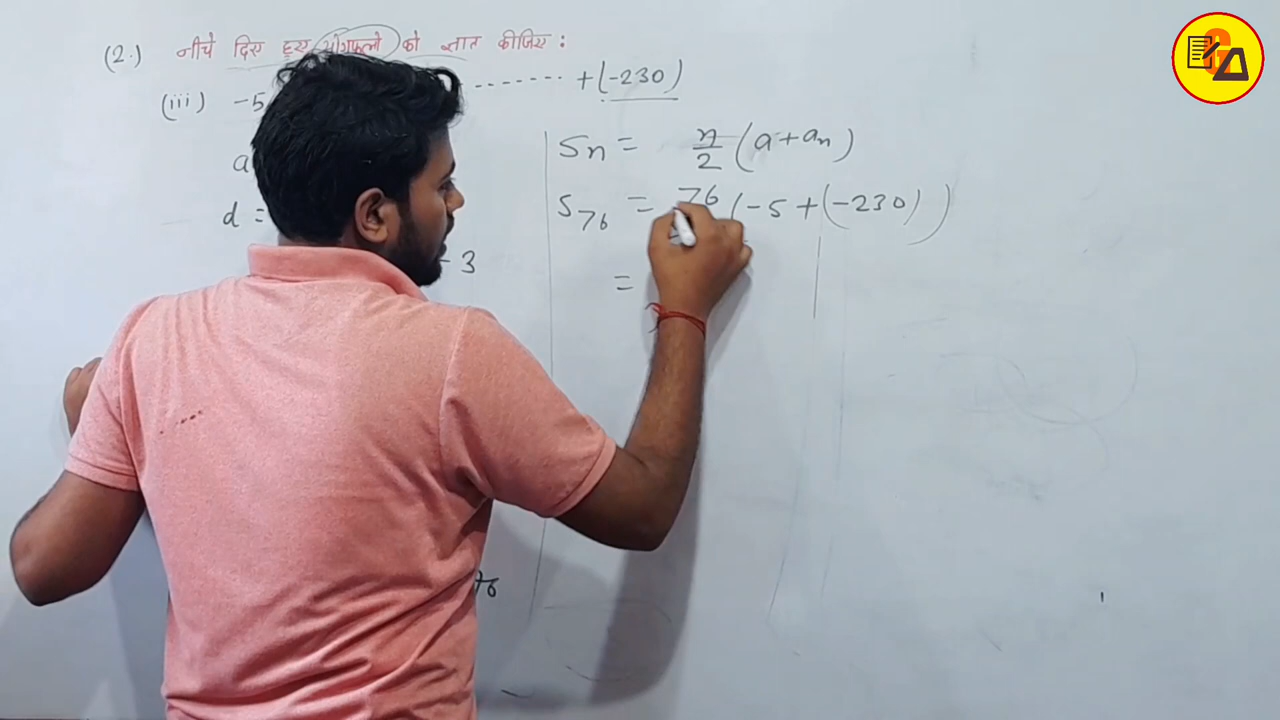 (2.) नीचे दिए हुए योगफलो को ज्ञात कीजिए :
(iii) -5 ------- + (-230)
a
d =
- 3
Sn = n/2 (a + an)
S76 = 76 (-5 + (-230))
=
76